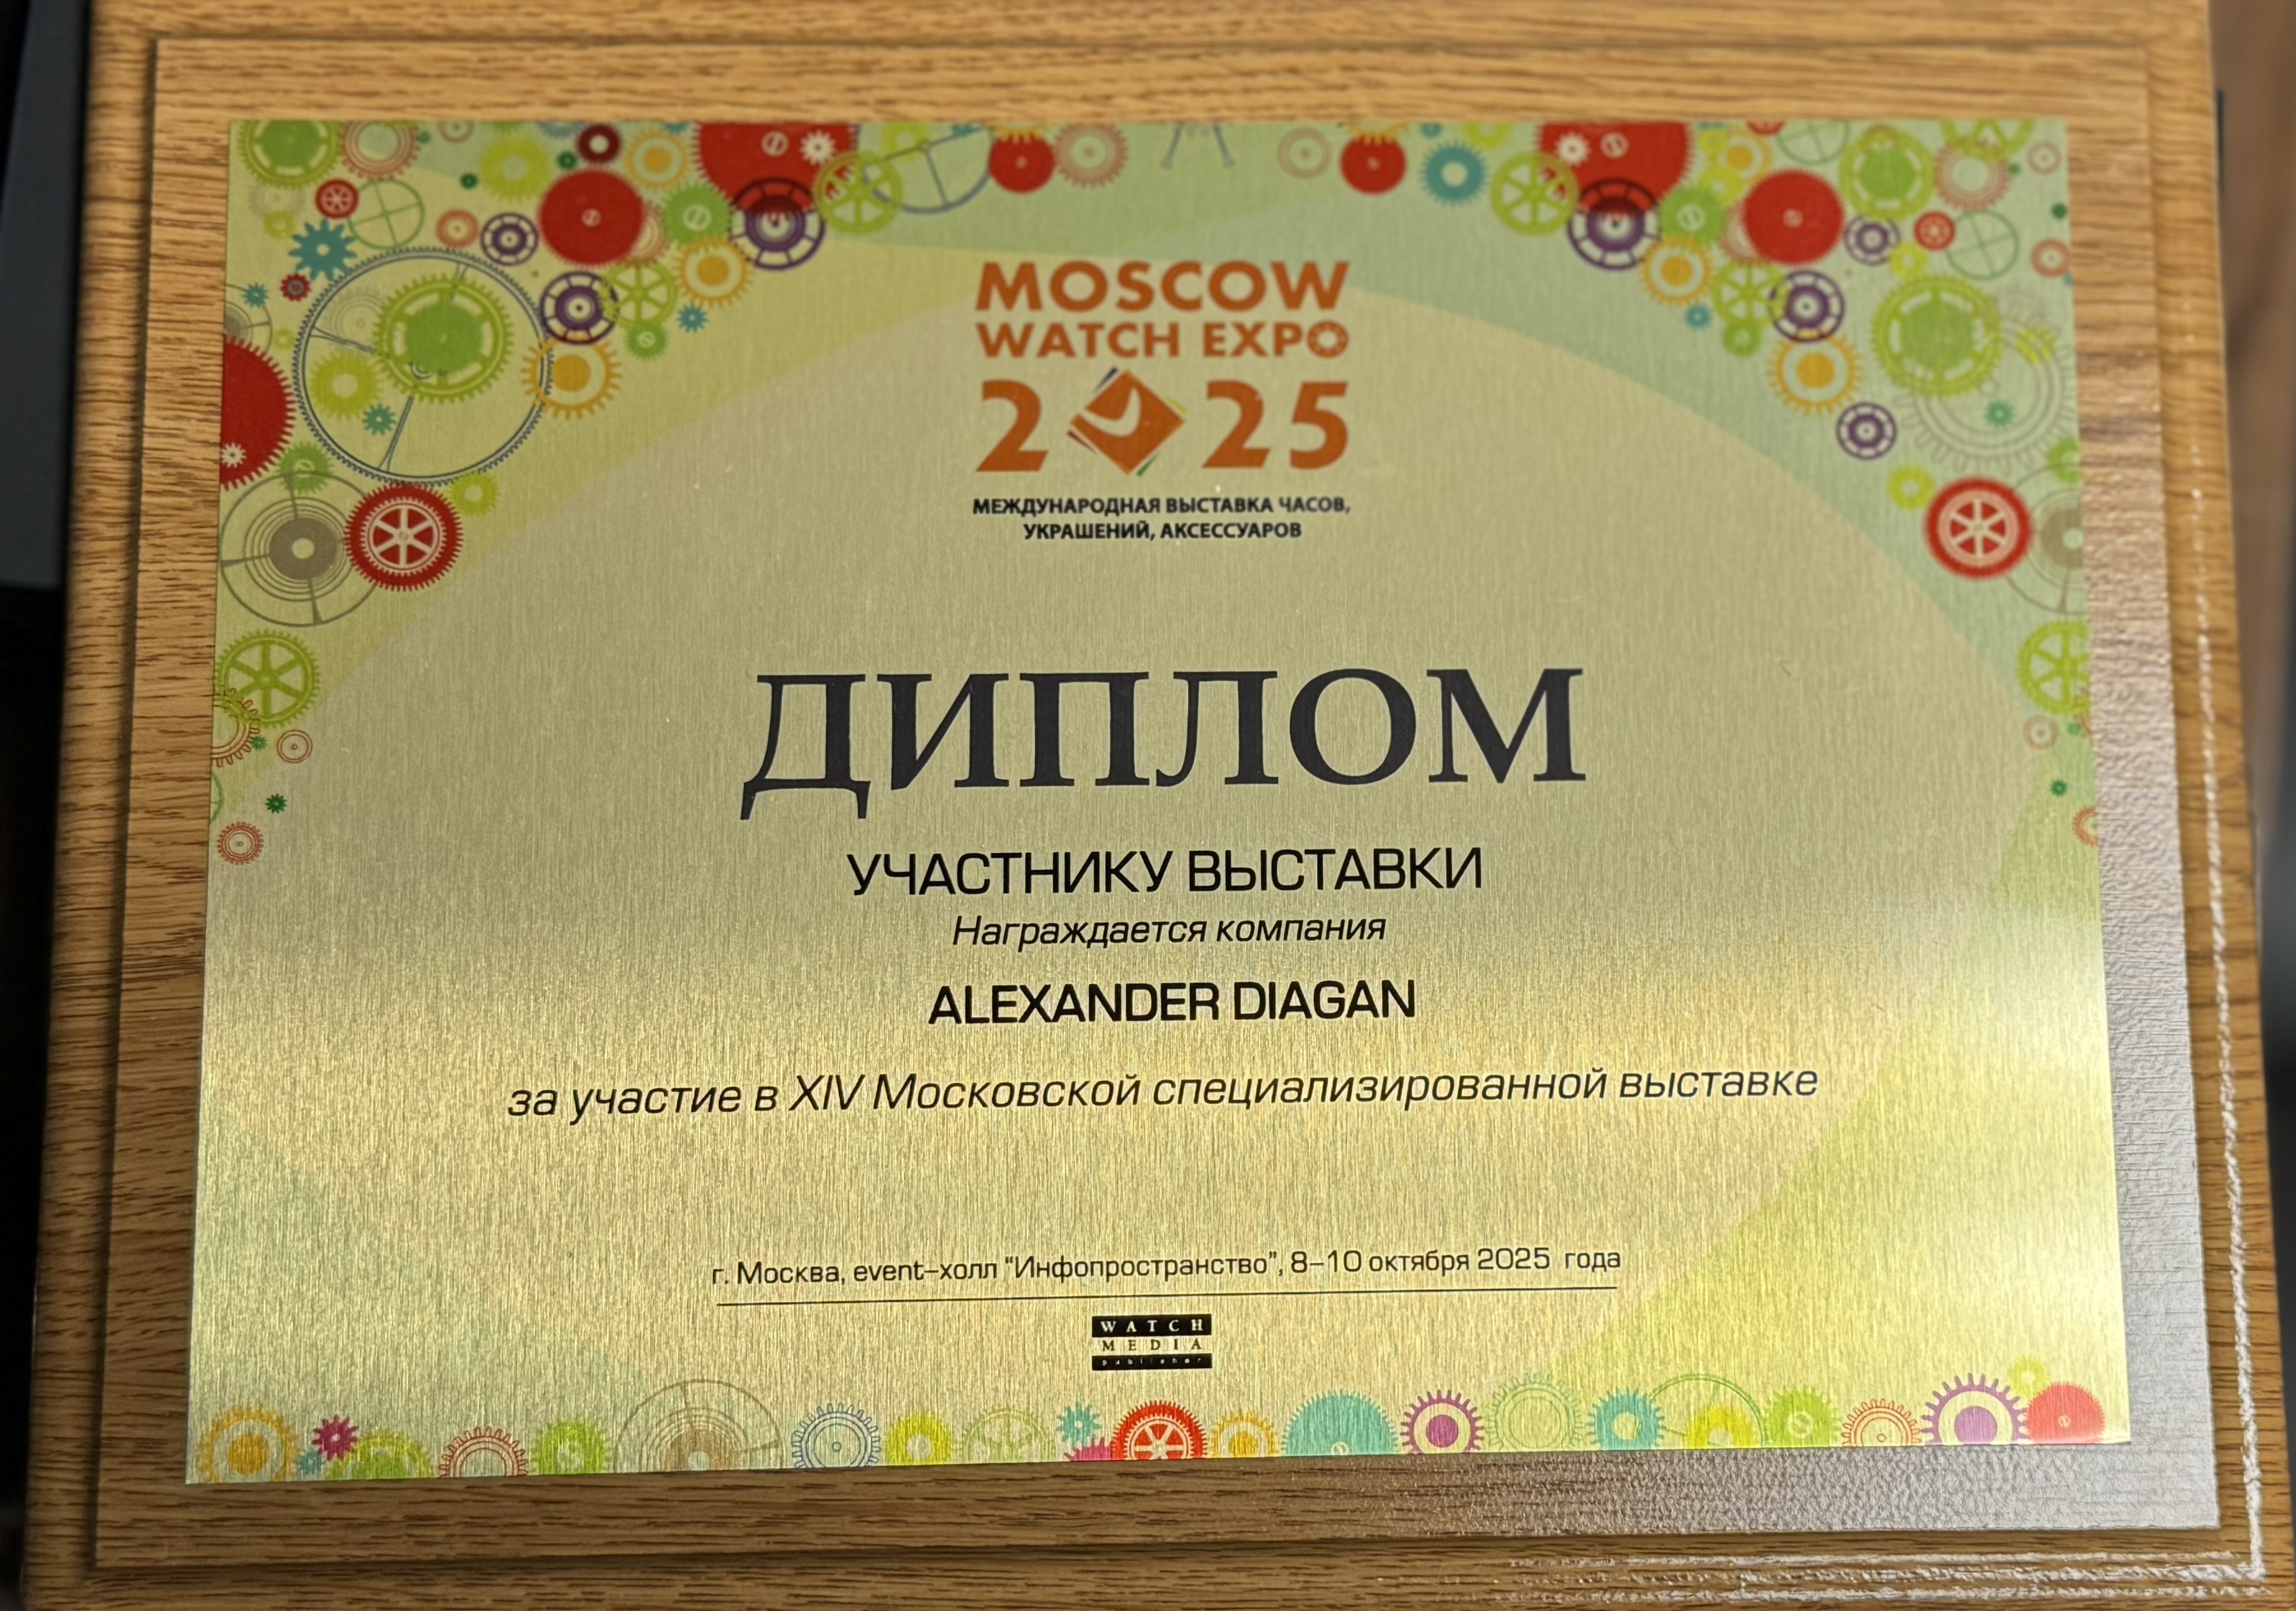 MOSCOW
WATCH EXPO
2025
МЕЖДУНАРОДНАЯ ВЫСТАВКА ЧАСОВ,
УКРАШЕНИЙ, АКСЕССУАРОВ
ДИПЛОМ
УЧАСТНИКУ ВЫСТАВКИ
Награждается компания
ALEXANDER DIAGAN
за участие в XIV Московской специализированной выставке
г. Москва, event-холл "Инфопространство", 8-10 октября 2025 года
WATCH
MEDIA
publisher